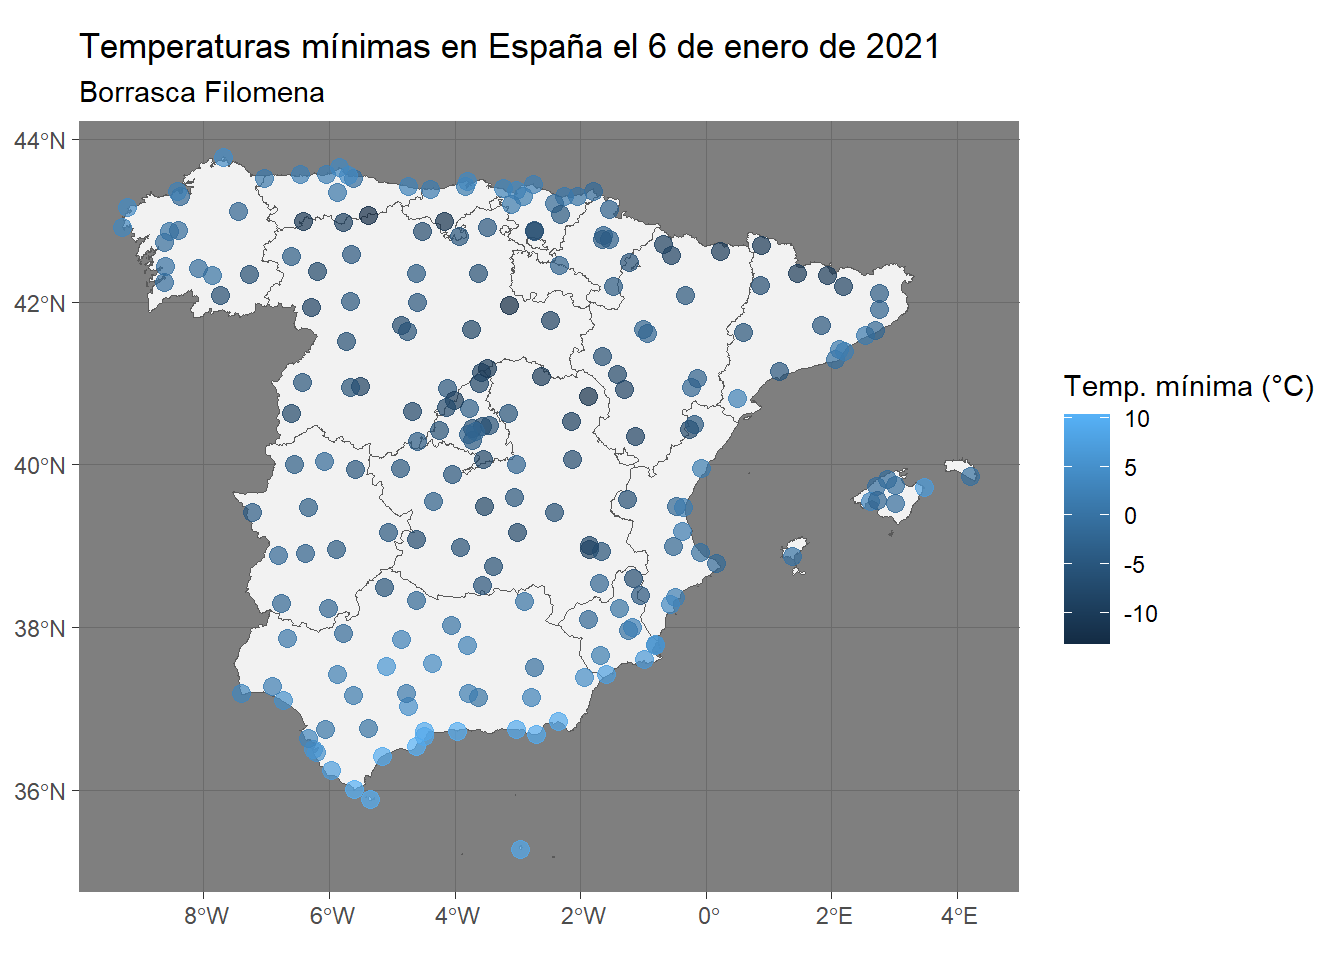 Temperaturas mínimas en España el 6 de enero de 2021
Borrasca Filomena
44°N
42°N
40°N
38°N
36°N
8°W
6°W
4°W
2°W
0°
2°E
4°E
Temp. mínima (°C)
10
5
0
-5
-10